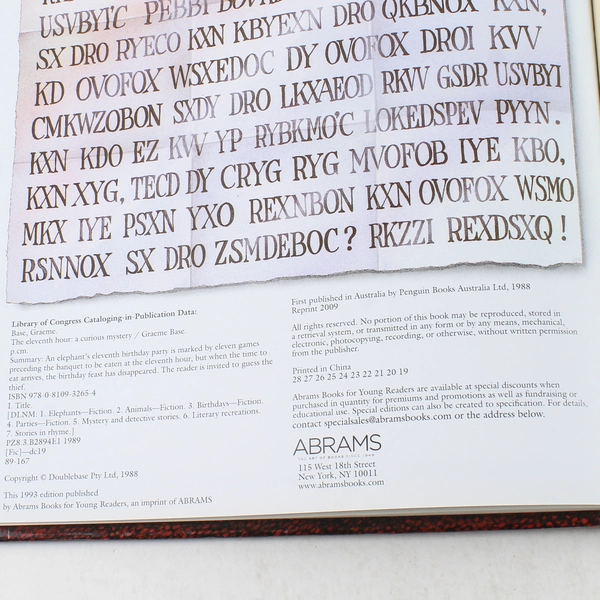 USVBYI'C PEBBI
SX DRO RYECO KXN KBYEXN DRO QKBNOX KXN,
KD OVOFOX WSXEDOC DY OVOFOX DROI KVV
CMKWZOBON SXDY DRO LKXAEOD RKVV GSDR USVBYI
KXN KDO EZ KVV YP RYBKMO'C LOKEDSPEV PYYN.
KXN XYG, TECD DY CRYG RYG MVOFOB IYE KBO,
MKX IYE PSXN YXO REXNBON KXN OVOFOX WSMO
RSNNOX SX DRO ZSMDEBOC? RKZZI REXDSXQ!
Library of Congress Cataloging-in-Publication Data:
Base, Graeme.
The eleventh hour: a curious mystery / Graeme Base.
p.cm.
Summary: An elephant's eleventh birthday party is marked by eleven games
preceding the banquet to be eaten at the eleventh hour, but when the time to
eat arrives, the birthday feast has disappeared. The reader is invited to guess the
thief.
ISBN 978-0-8109-3265-4
1. Title.
[DLNM: 1. Elephants—Fiction. 2. Animals—Fiction. 3. Birthdays—Fiction.
4. Parties—Fiction. 5. Mystery and detective stories. 6. Literary recreations.
7. Stories in rhyme.]
PZ8.3.B2894E1 1989
[Fic]—dc19
89-167
Copyright © Doublebase Pty Ltd, 1988
This 1993 edition published
by Abrams Books for Young Readers, an imprint of ABRAMS
First published in Australia by Penguin Books Australia Ltd, 1988
Reprint 2009
All rights reserved. No portion of this book may be reproduced, stored in
a retrieval system, or transmitted in any form or by any means, mechanical,
electronic, photocopying, recording, or otherwise, without written permission
from the publisher.
Printed in China
28 27 26 25 24 23 22 21 20 19
Abrams Books for Young Readers are available at special discounts when
purchased in quantity for premiums and promotions as well as fundraising or
educational use. Special editions can also be created to specification. For details,
contact specialsales@abramsbooks.com or the address below.
ABRAMS
THE ART OF BOOKS SINCE 1949
115 West 18th Street
New York, NY 10011
www.abramsbooks.com